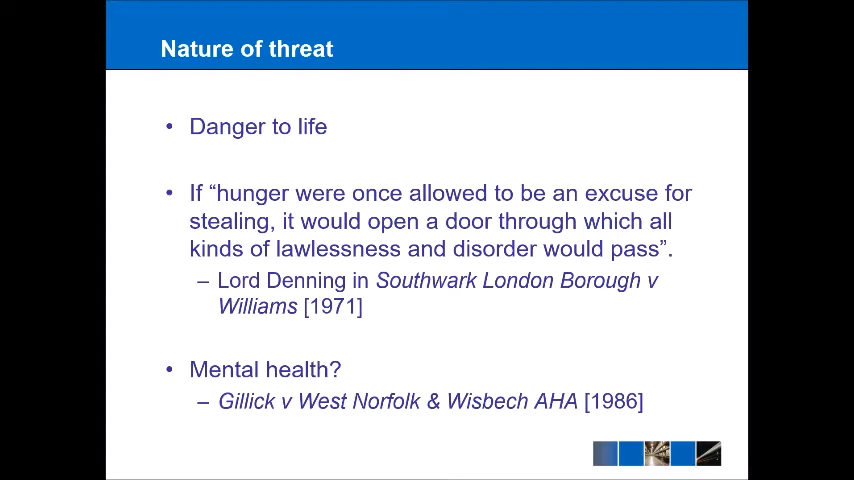 Nature of threat
• Danger to life
• If “hunger were once allowed to be an excuse for
stealing, it would open a door through which all
kinds of lawlessness and disorder would pass”.
– Lord Denning in Southwark London Borough v
Williams [1971]
• Mental health?
– Gillick v West Norfolk & Wisbech AHA [1986]